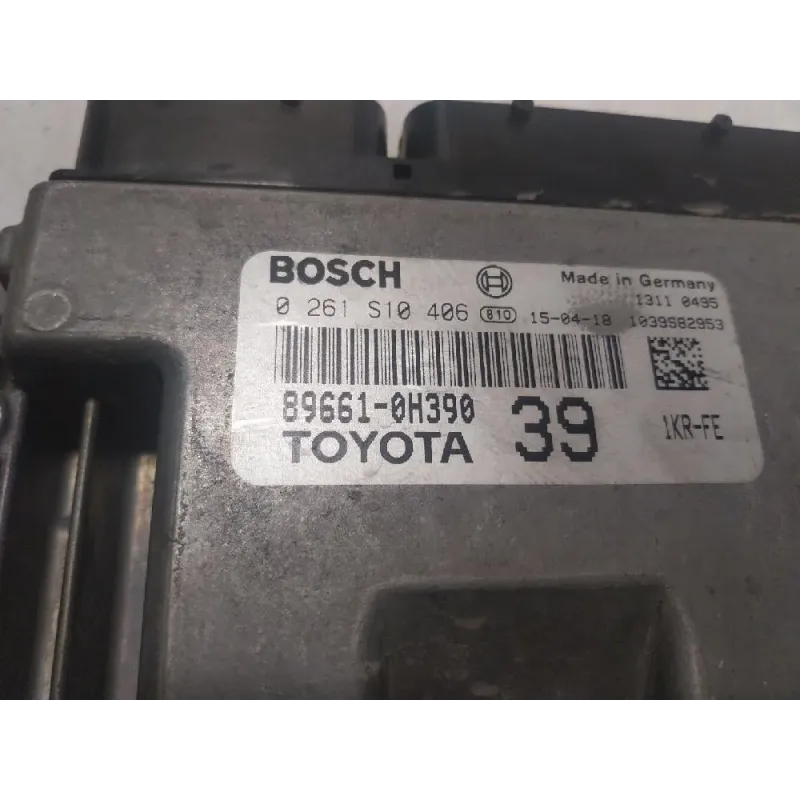 BOSCH
Made in Germany
1311 0495
0 261 S10 406 810 15-04-18 1039S82953
89661-0H390
TOYOTA
39
1KR-FE